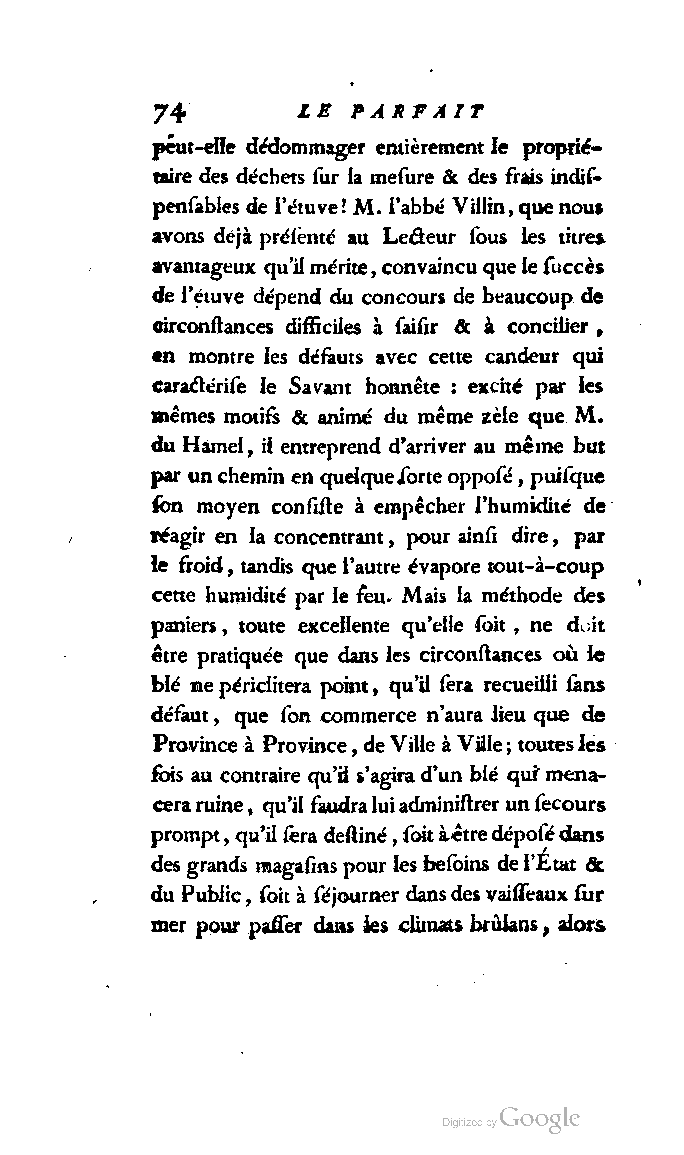 74 LE PARFAIT
peut-elle dédommager entièrement le proprié-
taire des déchets ſur la meſure & des frais indiſ-
penſables de l'étuve! M. l'abbé Villin, que nous
avons déjà préſenté au Lecteur ſous les titres
avantageux qu'il mérite, convaincu que le ſuccès
de l'étuve dépend du concours de beaucoup de
circonſtances difficiles à ſaiſir & à concilier,
en montre les défauts avec cette candeur qui
caractériſe le Savant honnête : excité par les
mêmes motifs & animé du même zèle que M.
du Hamel, il entreprend d'arriver au même but
par un chemin en quelque ſorte oppoſé, puiſque
ſon moyen conſiſte à empêcher l'humidité de
réagir en la concentrant, pour ainſi dire, par
le froid, tandis que l'autre évapore tout-à-coup
cette humidité par le feu. Mais la méthode des
paniers, toute excellente qu'elle ſoit, ne doit
être pratiquée que dans les circonſtances où le
blé ne péricilitera point, qu'il ſera recueilli ſans
défaut, que ſon commerce n'aura lieu que de
Province à Province, de Ville à Ville; toutes les
fois au contraire qu'il s'agira d'un blé qui mena-
cera ruine, qu'il faudra lui adminiſtrer un ſecours
prompt, qu'il ſera deſtiné, ſoit à être dépoſé dans
des grands magaſins pour les beſoins de l'État &
du Public, ſoit à ſéjourner dans des vaiſſeaux ſur
mer pour paſſer dans les climats brûlans, alors
Digitized by Google